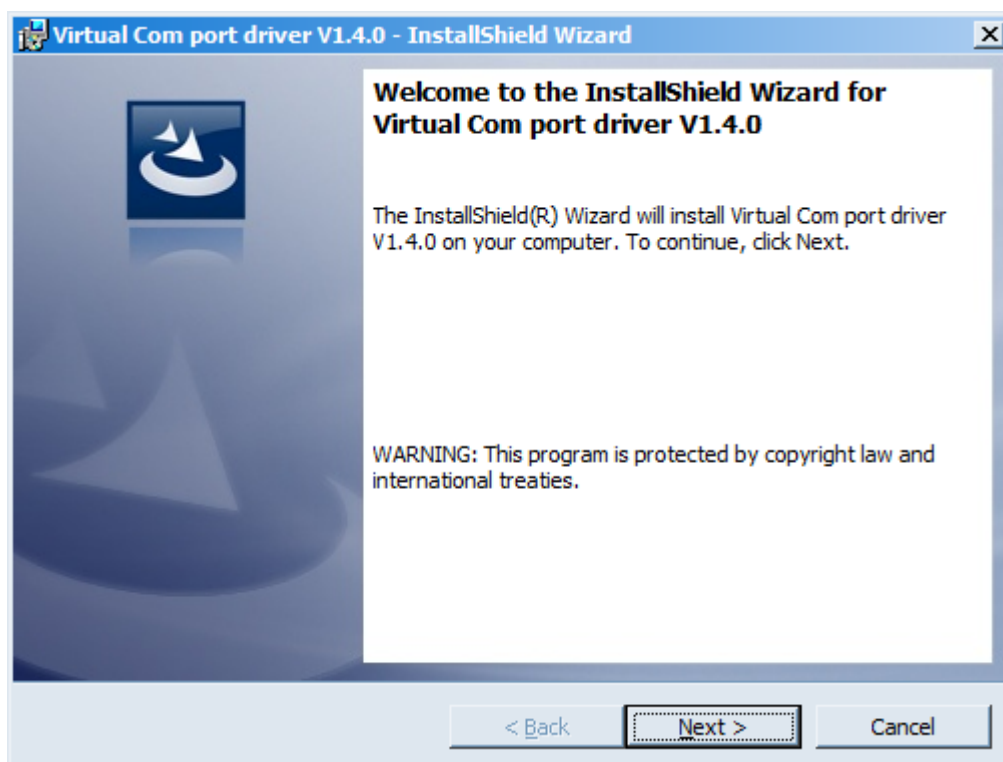 Virtual Com port driver V1.4.0 - InstallShield Wizard
Welcome to the InstallShield Wizard for
Virtual Com port driver V1.4.0
The InstallShield(R) Wizard will install Virtual Com port driver
V1.4.0 on your computer. To continue, click Next.
WARNING: This program is protected by copyright law and
international treaties.
< Back
Next >
Cancel